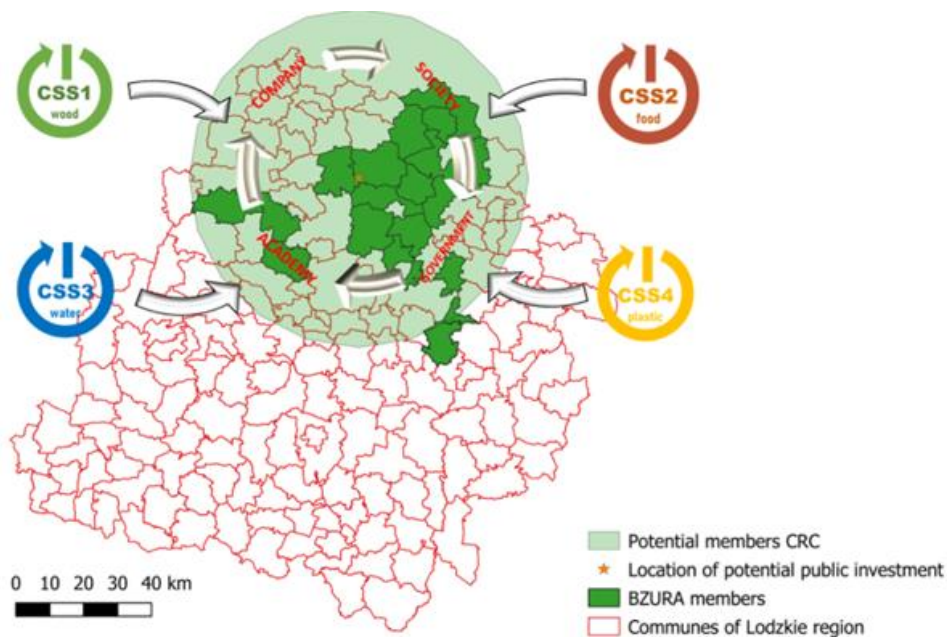 CSS1
wood
COMPANY
SOCIETY
CSS2
food
CSS3
water
ACADEMY
GOVERNMENT
CSS4
plastic
Potential members CRC
Location of potential public investment
BZURA members
Communes of Lodzkie region
0 10 20 30 40 km